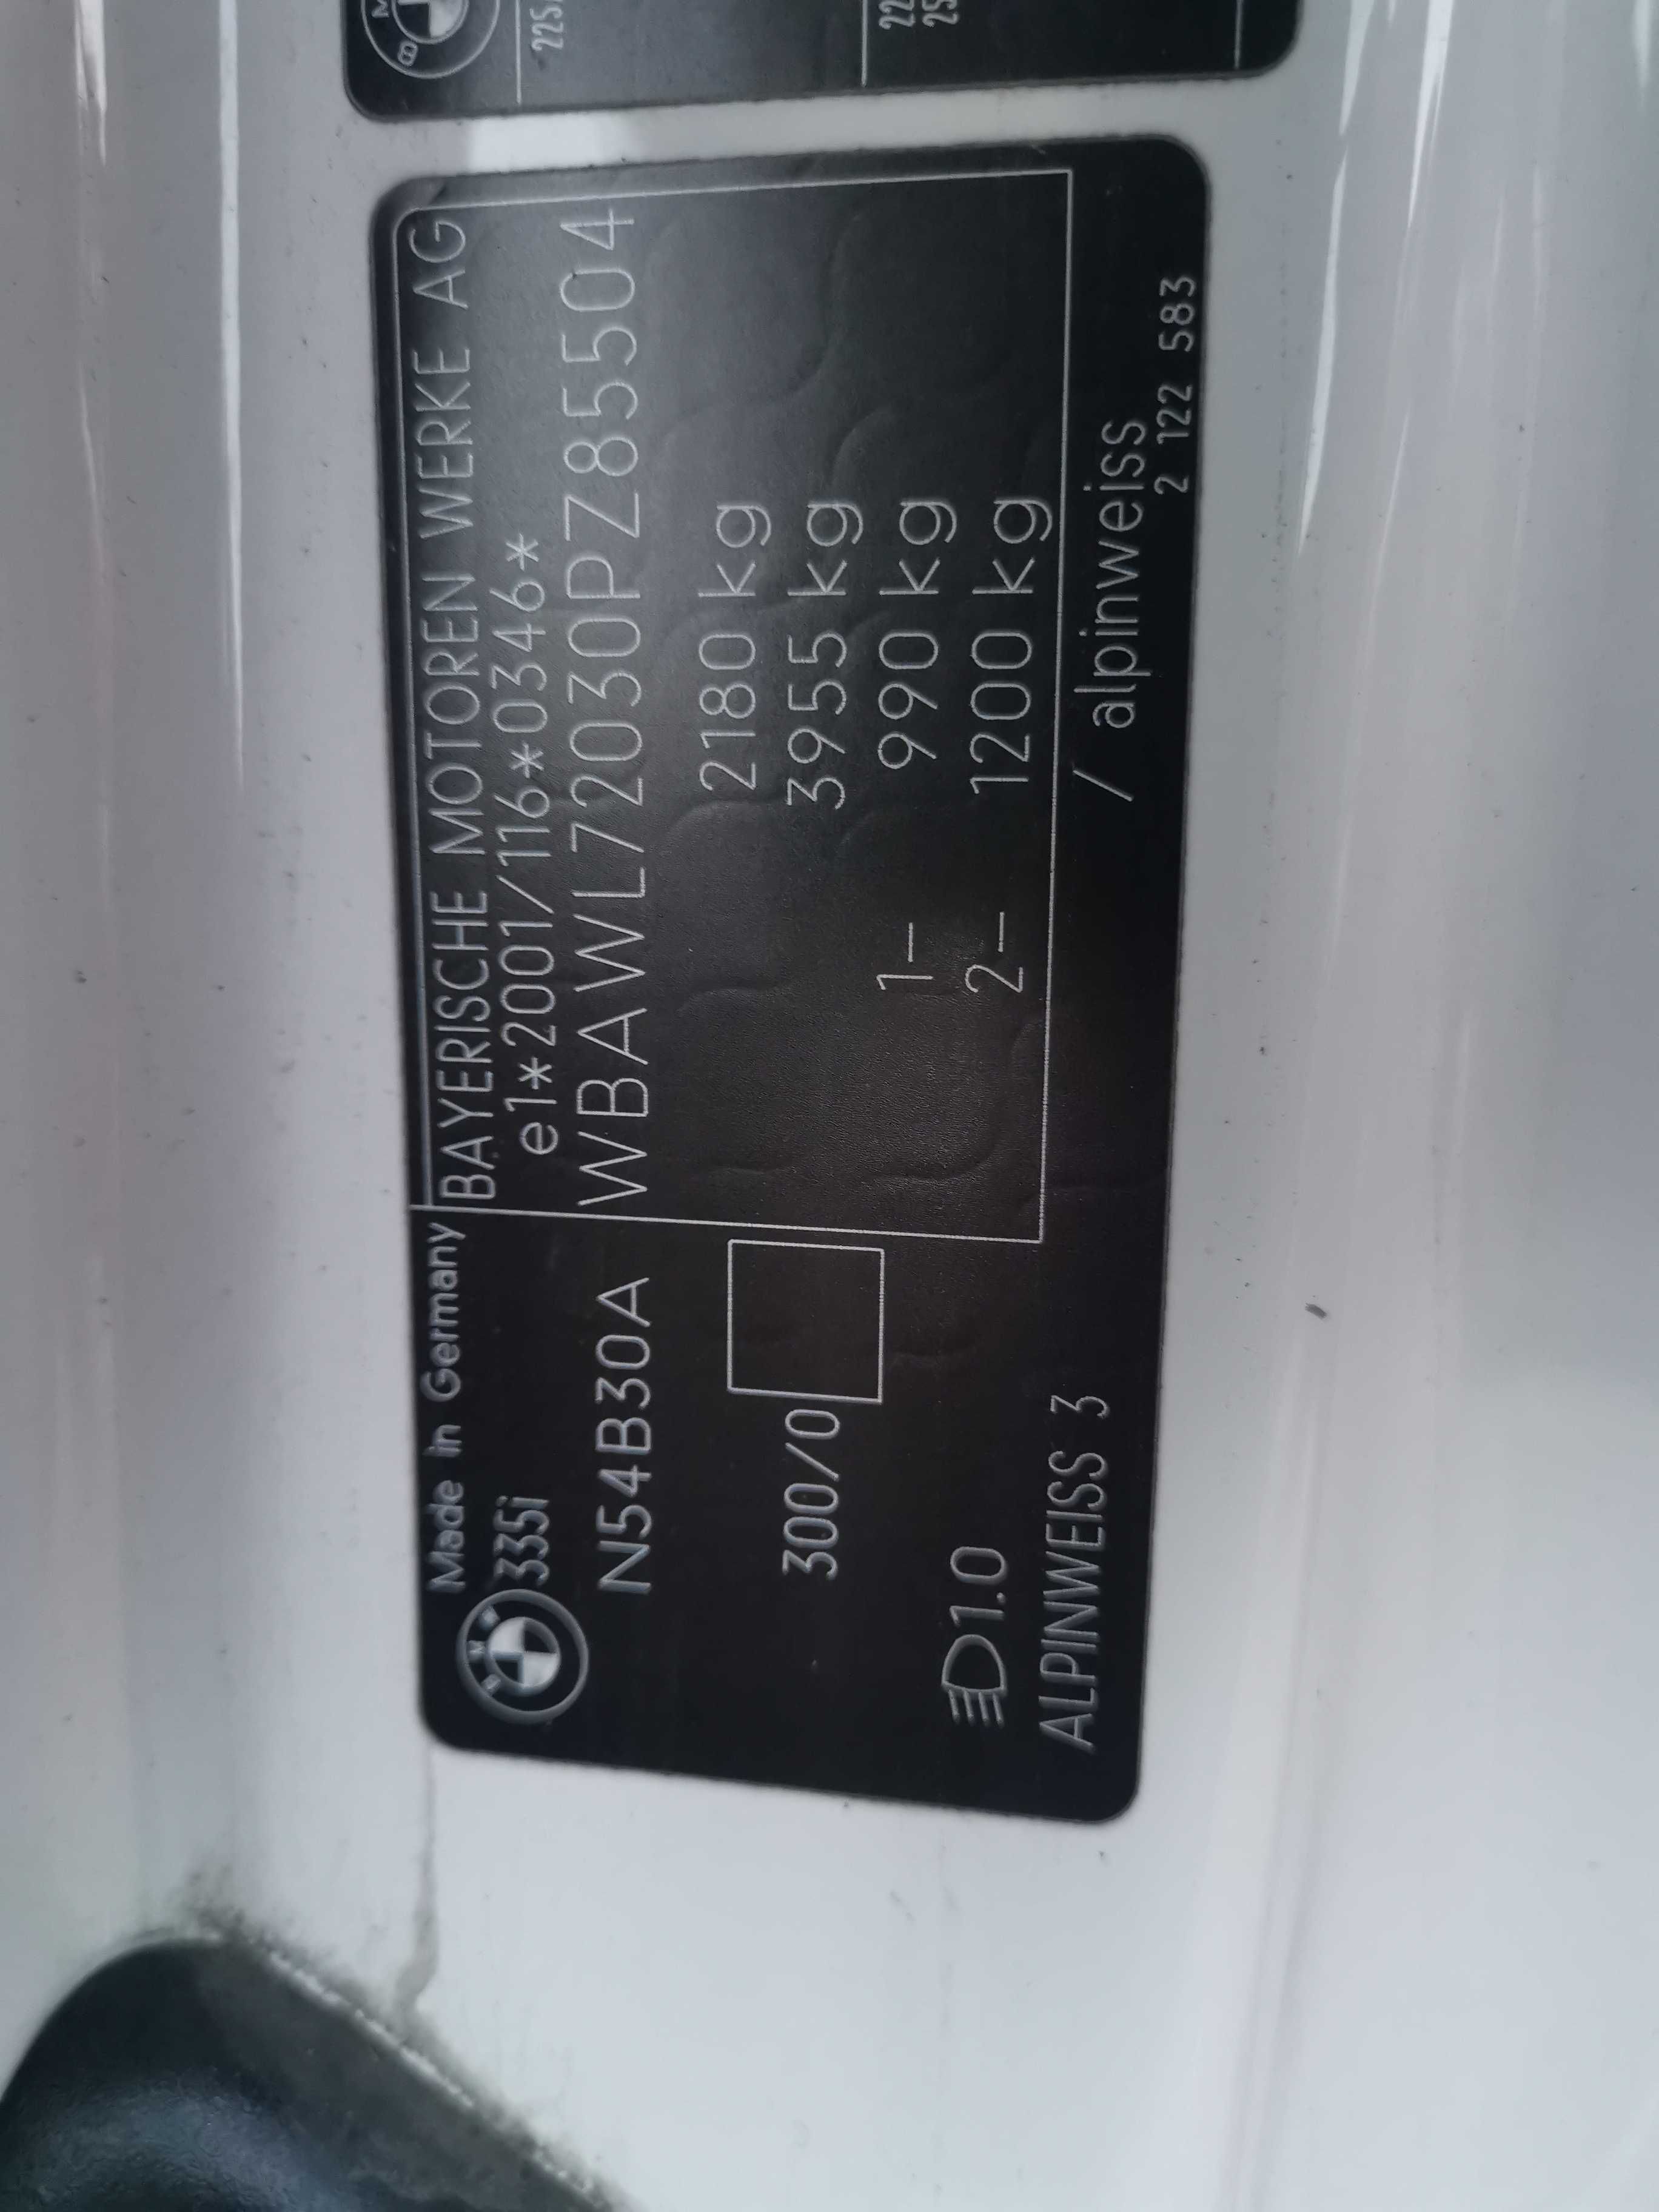 Made in Germany
335i
N54B30A
300/0
1.0
ALPINWEISS 3
BAYERISCHE MOTOREN WERKE AG
e1*2001/116*0346*
WBAWL72030PZ85504
2180 kg
3955 kg
1– 990 kg
2– 1200 kg
/ alpinweiss
2 122 583